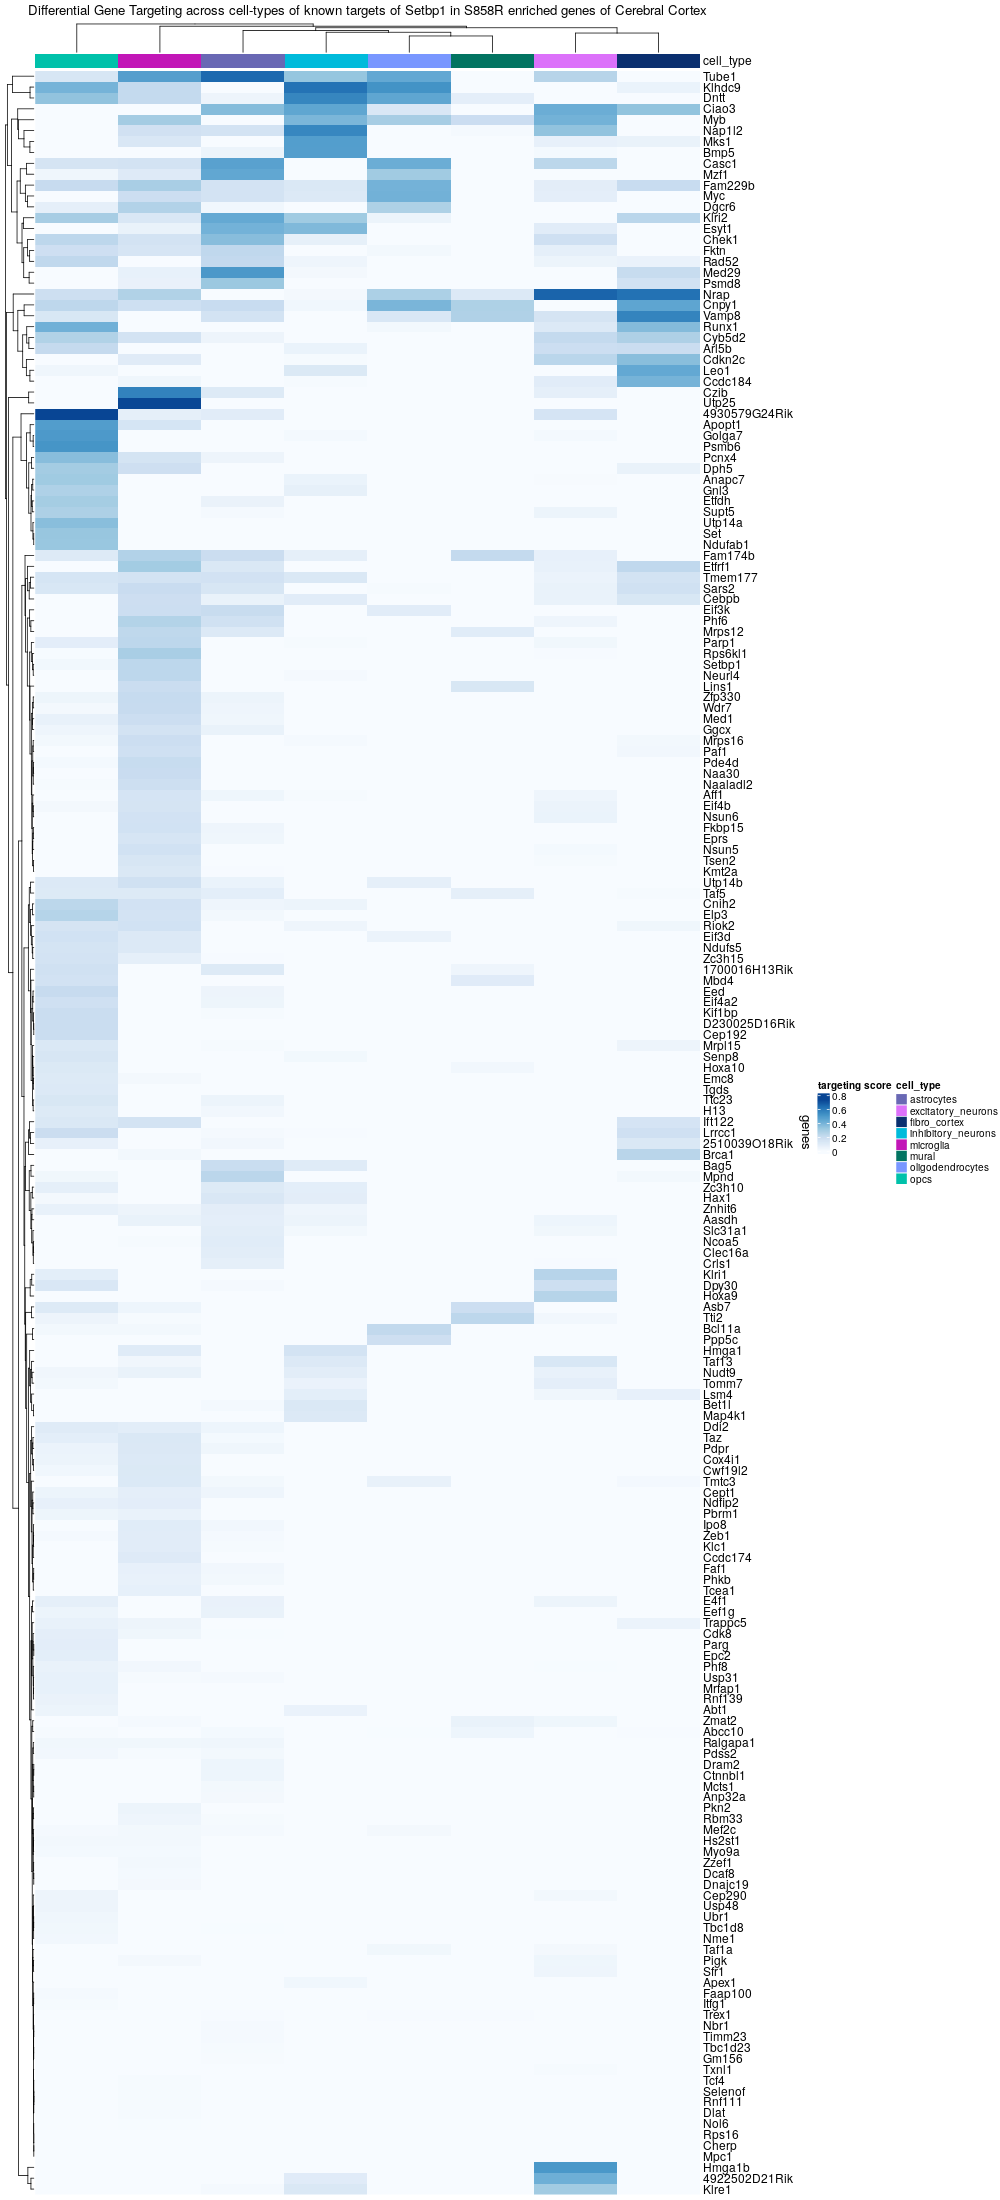 Differential Gene Targeting across cell-types of known targets of Setbp1 in S858R enriched genes of Cerebral Cortex
cell_type
Tube1
Klhdc9
Dntt
Ciao3
Myb
Nap1l2
Mks1
Bmp5
Casc1
Mzf1
Fam229b
Myc
Dgcr6
Klri2
Esyt1
Chek1
Fktn
Rad52
Med29
Psmd8
Nrap
Cnpy1
Vamp8
Runx1
Cyb5d2
Arl5b
Cdkn2c
Leo1
Ccdc184
Czib
Utp25
4930579G24Rik
Apopt1
Golga7
Psmb6
Pcnx4
Dph5
Anapc7
Gnl3
Etfdh
Supt5
Utp14a
Set
Ndufab1
Fam174b
Etfrf1
Tmem177
Sars2
Cebpb
Eif3k
Phf6
Mrps12
Parp1
Rps6kl1
Setbp1
Neurl4
Lins1
Zfp330
Wdr7
Med1
Ggcx
Mrps16
Paf1
Pde4d
Naa30
Naaladl2
Aff1
Eif4b
Nsun6
Fkbp15
Eprs
Nsun5
Tsen2
Kmt2a
Utp14b
Taf5
Cnih2
Elp3
Riok2
Eif3d
Ndufs5
Zc3h15
1700016H13Rik
Mbd4
Eed
Eif4a2
Kif1bp
D230025D16Rik
Cep192
Mrpl15
Senp8
Hoxa10
Emc8
Tgds
Ttc23
H13
Ift122
Lrrcc1
2510039O18Rik
Brca1
Bag5
Mpnd
Zc3h10
Hax1
Znhit6
Aasdh
Slc31a1
Ncoa5
Clec16a
Crls1
Klri1
Dpy30
Hoxa9
Asb7
Tti2
Bcl11a
Ppp5c
Hmga1
Taf13
Nudt9
Tomm7
Lsm4
Bet1l
Map4k1
Ddi2
Taz
Pdpr
Cox4i1
Cwf19l2
Tmtc3
Cept1
Ndfip2
Pbrm1
Ipo8
Zeb1
Klc1
Ccdc174
Faf1
Phkb
Tcea1
E4f1
Eef1g
Trappc5
Cdk8
Parg
Epc2
Phf8
Usp31
Mrfap1
Rnf139
Abt1
Zmat2
Abcc10
Ralgapa1
Pdss2
Dram2
Ctnnbl1
Mcts1
Anp32a
Pkn2
Rbm33
Mef2c
Hs2st1
Myo9a
Zzef1
Dcaf8
Dnajc19
Cep290
Usp48
Ubr1
Tbc1d8
Nme1
Taf1a
Pigk
Sfr1
Apex1
Faap100
Itfg1
Trex1
Nbr1
Timm23
Tbc1d23
Gm156
Txnl1
Tcf4
Selenof
Rnf111
Dlat
Nol6
Rps16
Cherp
Mpc1
Hmga1b
4922502D21Rik
Klre1
genes
targeting score
0.8
0.6
0.4
0.2
0
cell_type
astrocytes
excitatory_neurons
fibro_cortex
inhibitory_neurons
microglia
mural
oligodendrocytes
opcs